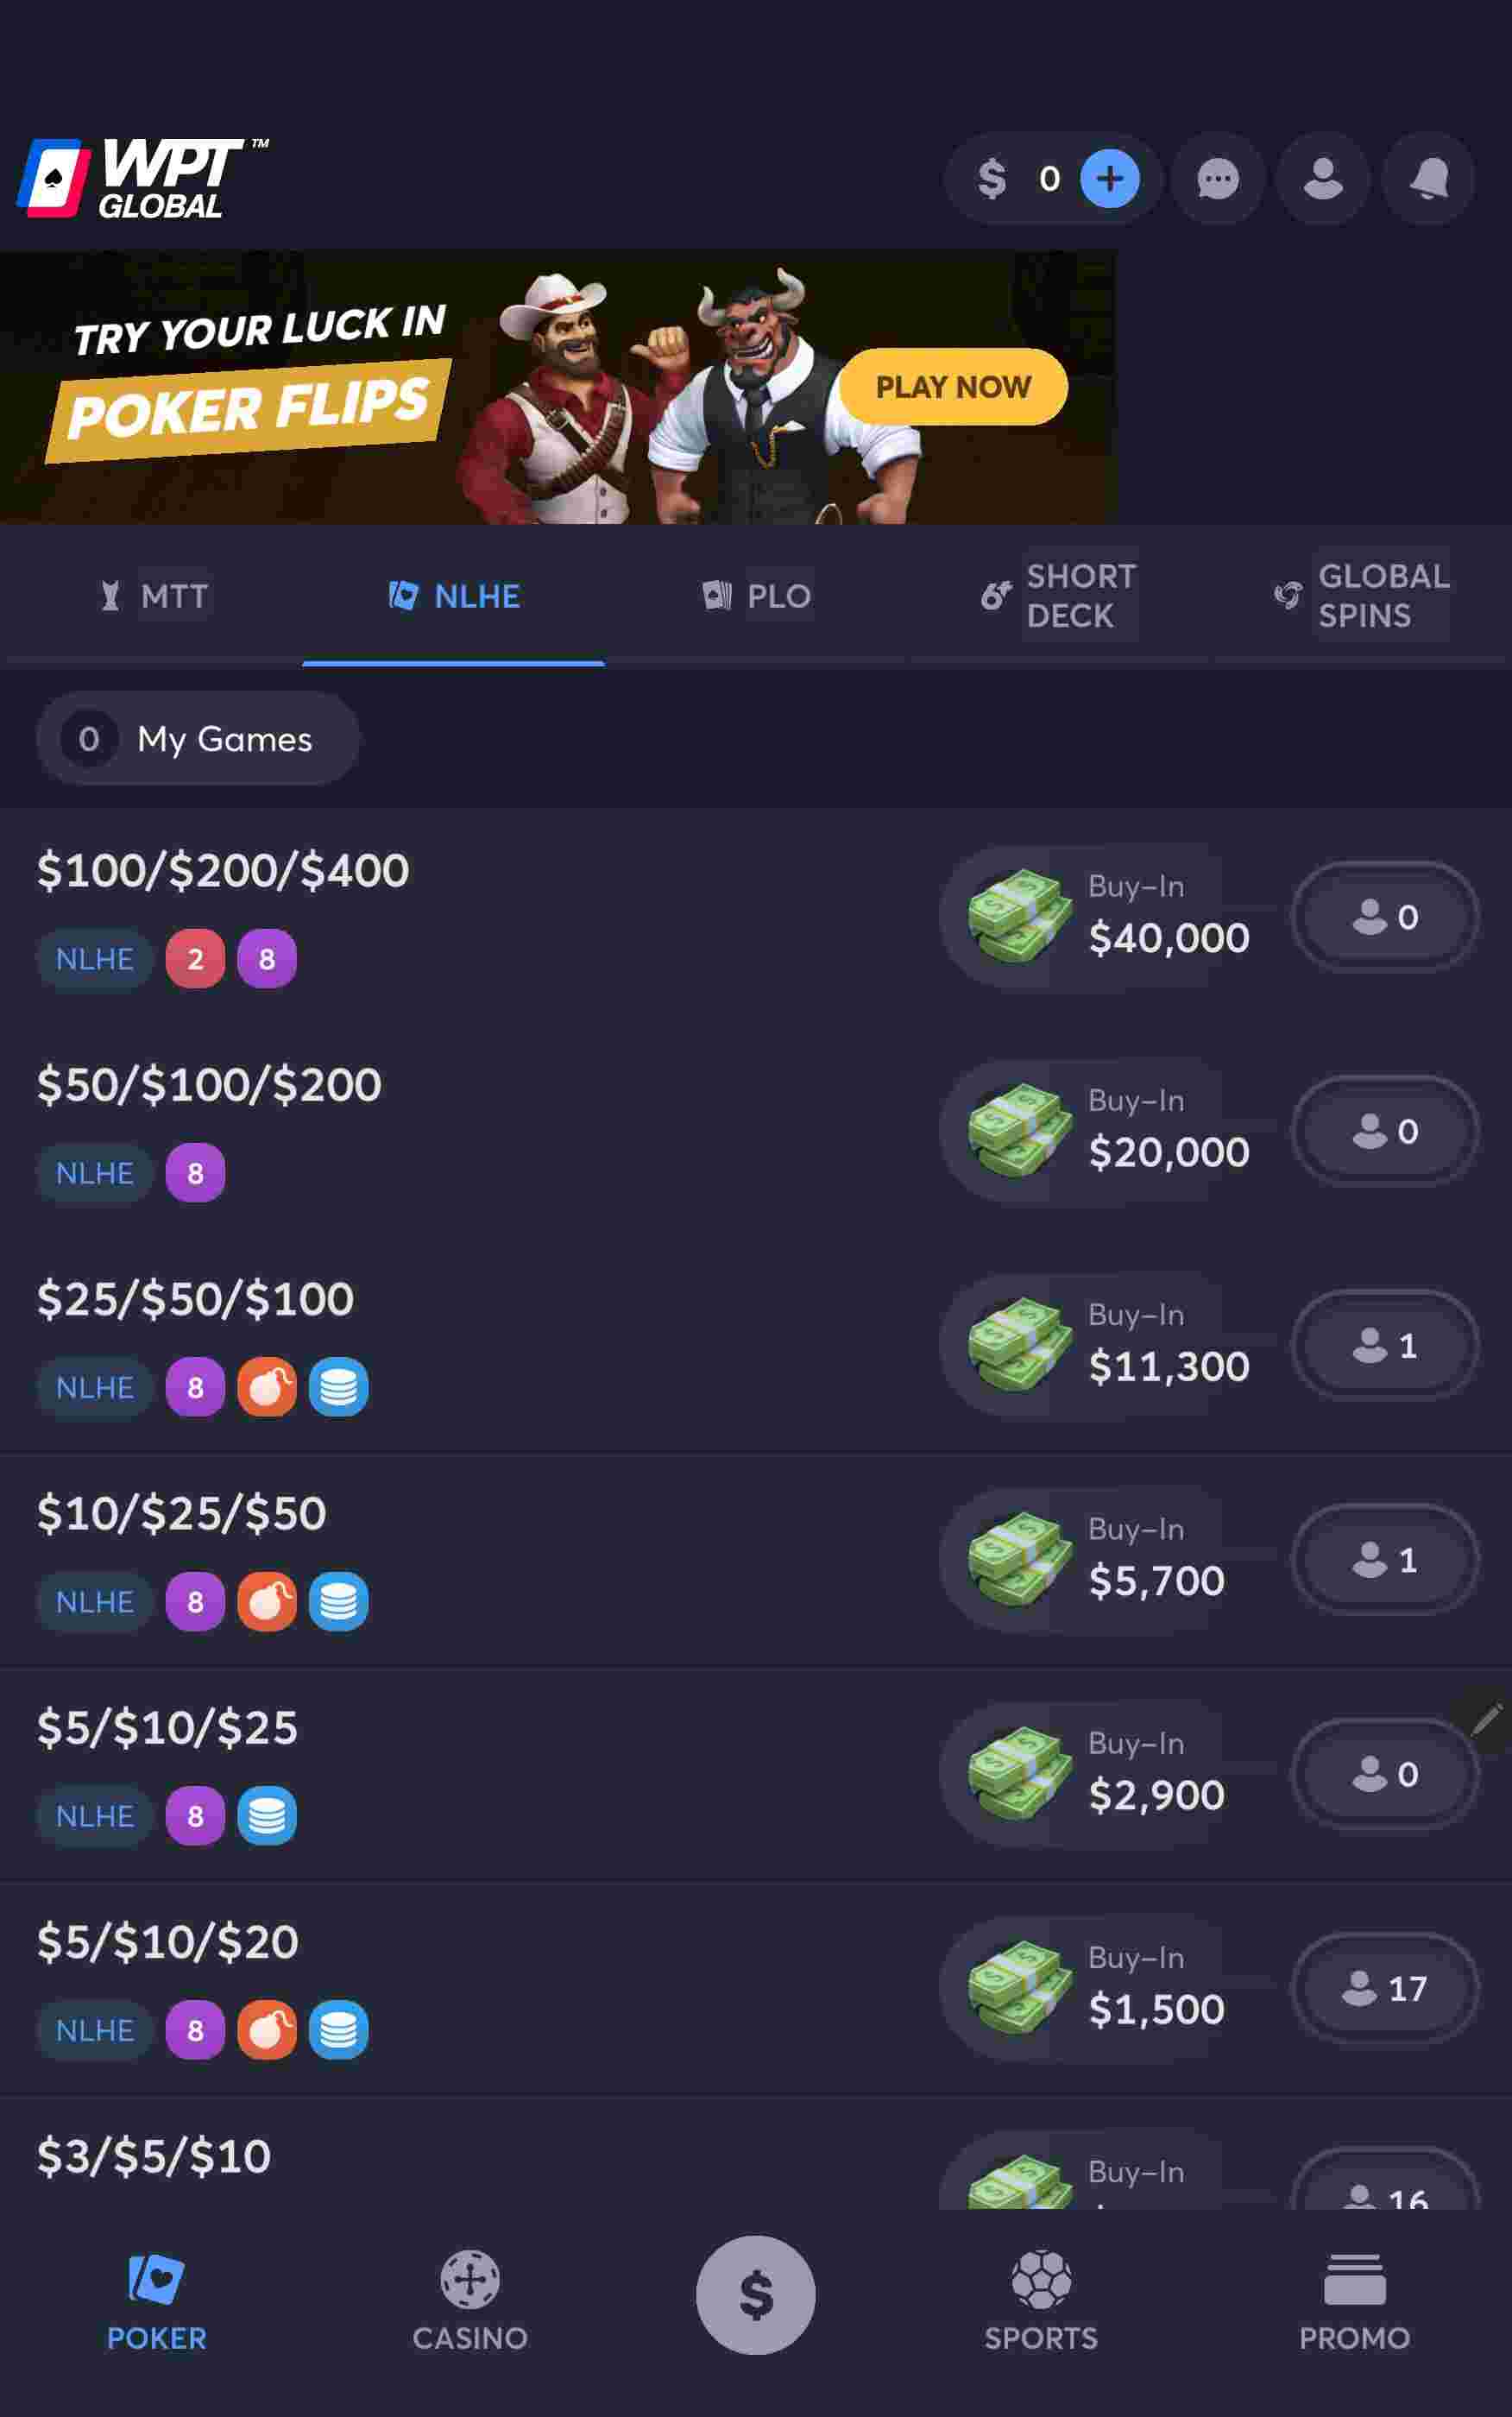 WPT™
GLOBAL
$ 0 +
TRY YOUR LUCK IN
POKER FLIPS
PLAY NOW
MTT
NLHE
PLO
6+ SHORT
DECK
GLOBAL
SPINS
0 My Games
$100/$200/$400
NLHE 2 8
Buy-In
$40,000
0
$50/$100/$200
NLHE 8
Buy-In
$20,000
0
$25/$50/$100
NLHE 8
Buy-In
$11,300
1
$10/$25/$50
NLHE 8
Buy-In
$5,700
1
$5/$10/$25
NLHE 8
Buy-In
$2,900
0
$5/$10/$20
NLHE 8
Buy-In
$1,500
17
$3/$5/$10
Buy-In
16
POKER
CASINO
$
SPORTS
PROMO